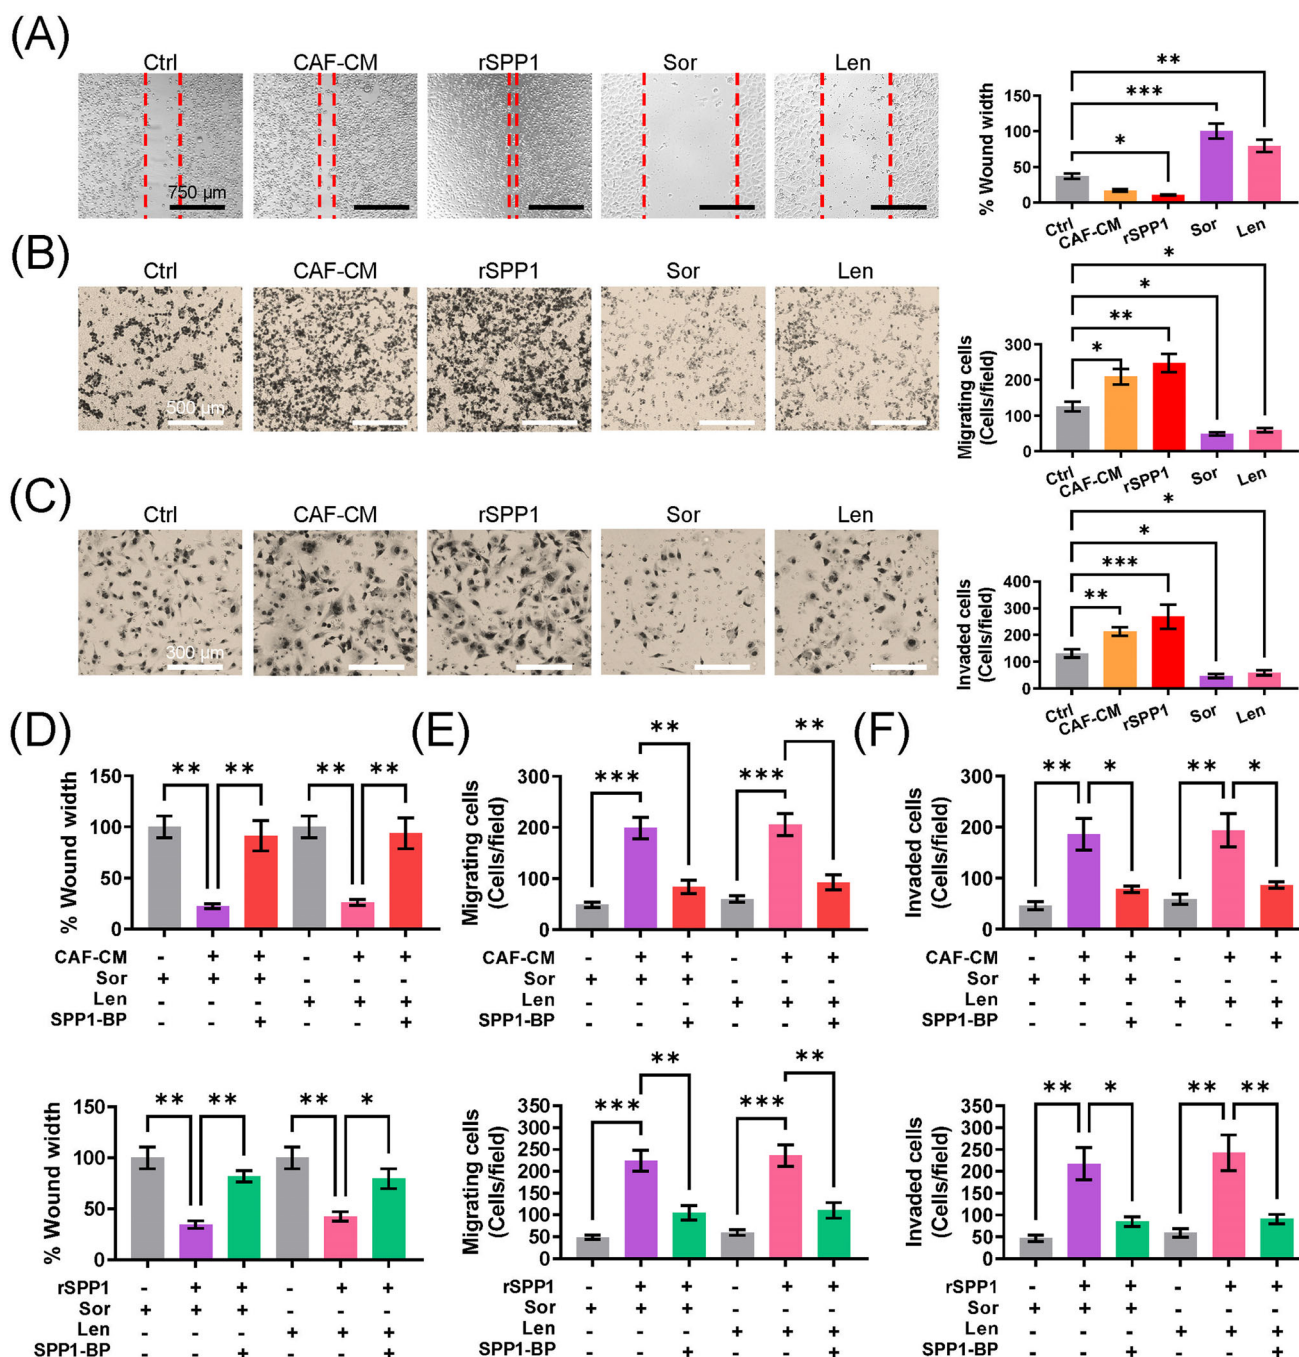 (A)
Ctrl CAF-CM rSPP1 Sor Len
750 μm
% Wound width
150
100
50
0
** 
***
*
Ctrl CAF-CM rSPP1 Sor Len
(B)
Ctrl CAF-CM rSPP1 Sor Len
500 μm
Migrating cells
(Cells/field)
300
200
100
0
*
*
**
*
Ctrl CAF-CM rSPP1 Sor Len
(C)
Ctrl CAF-CM rSPP1 Sor Len
300 μm
Invaded cells
(Cells/field)
400
300
200
100
0
*
*
***
**
Ctrl CAF-CM rSPP1 Sor Len
(D)
% Wound width
150
100
50
0
** ** ** **
CAF-CM - + + - + +
Sor + + + - - -
Len - - - + + +
SPP1-BP - - + - - +
% Wound width
150
100
50
0
** ** ** *
rSPP1 - + + - + +
Sor + + + - - -
Len - - - + + +
SPP1-BP - - + - - +
(E)
Migrating cells
(Cells/field)
300
200
100
0
*** ** *** **
CAF-CM - + + - + +
Sor + + + - - -
Len - - - + + +
SPP1-BP - - + - - +
Migrating cells
(Cells/field)
350
300
250
200
150
100
50
0
*** ** *** **
rSPP1 - + + - + +
Sor + + + - - -
Len - - - + + +
SPP1-BP - - + - - +
(F)
Invaded cells
(Cells/field)
300
200
100
0
** * ** *
CAF-CM - + + - + +
Sor + + + - - -
Len - - - + + +
SPP1-BP - - + - - +
Invaded cells
(Cells/field)
350
300
250
200
150
100
50
0
** * ** **
rSPP1 - + + - + +
Sor + + + - - -
Len - - - + + +
SPP1-BP - - + - - +